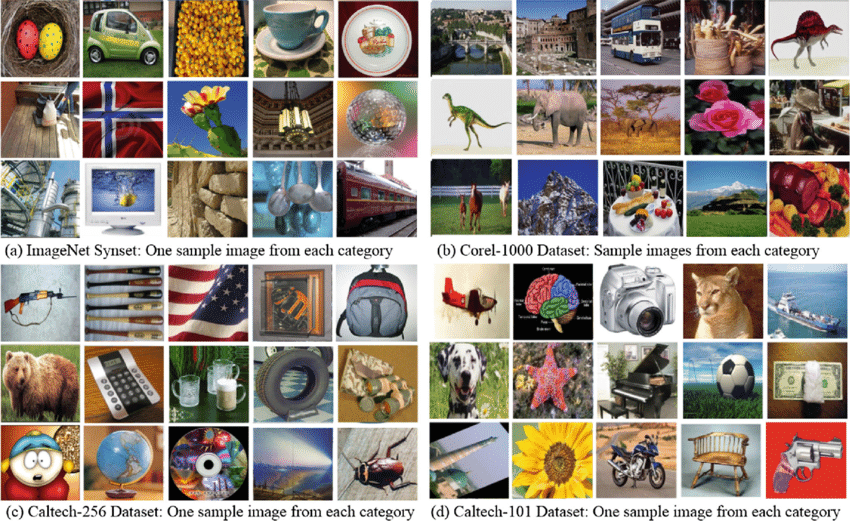 (a) ImageNet Synset: One sample image from each category
(b) Corel-1000 Dataset: Sample images from each category
(c) Caltech-256 Dataset: One sample image from each category
(d) Caltech-101 Dataset: One sample image from each category